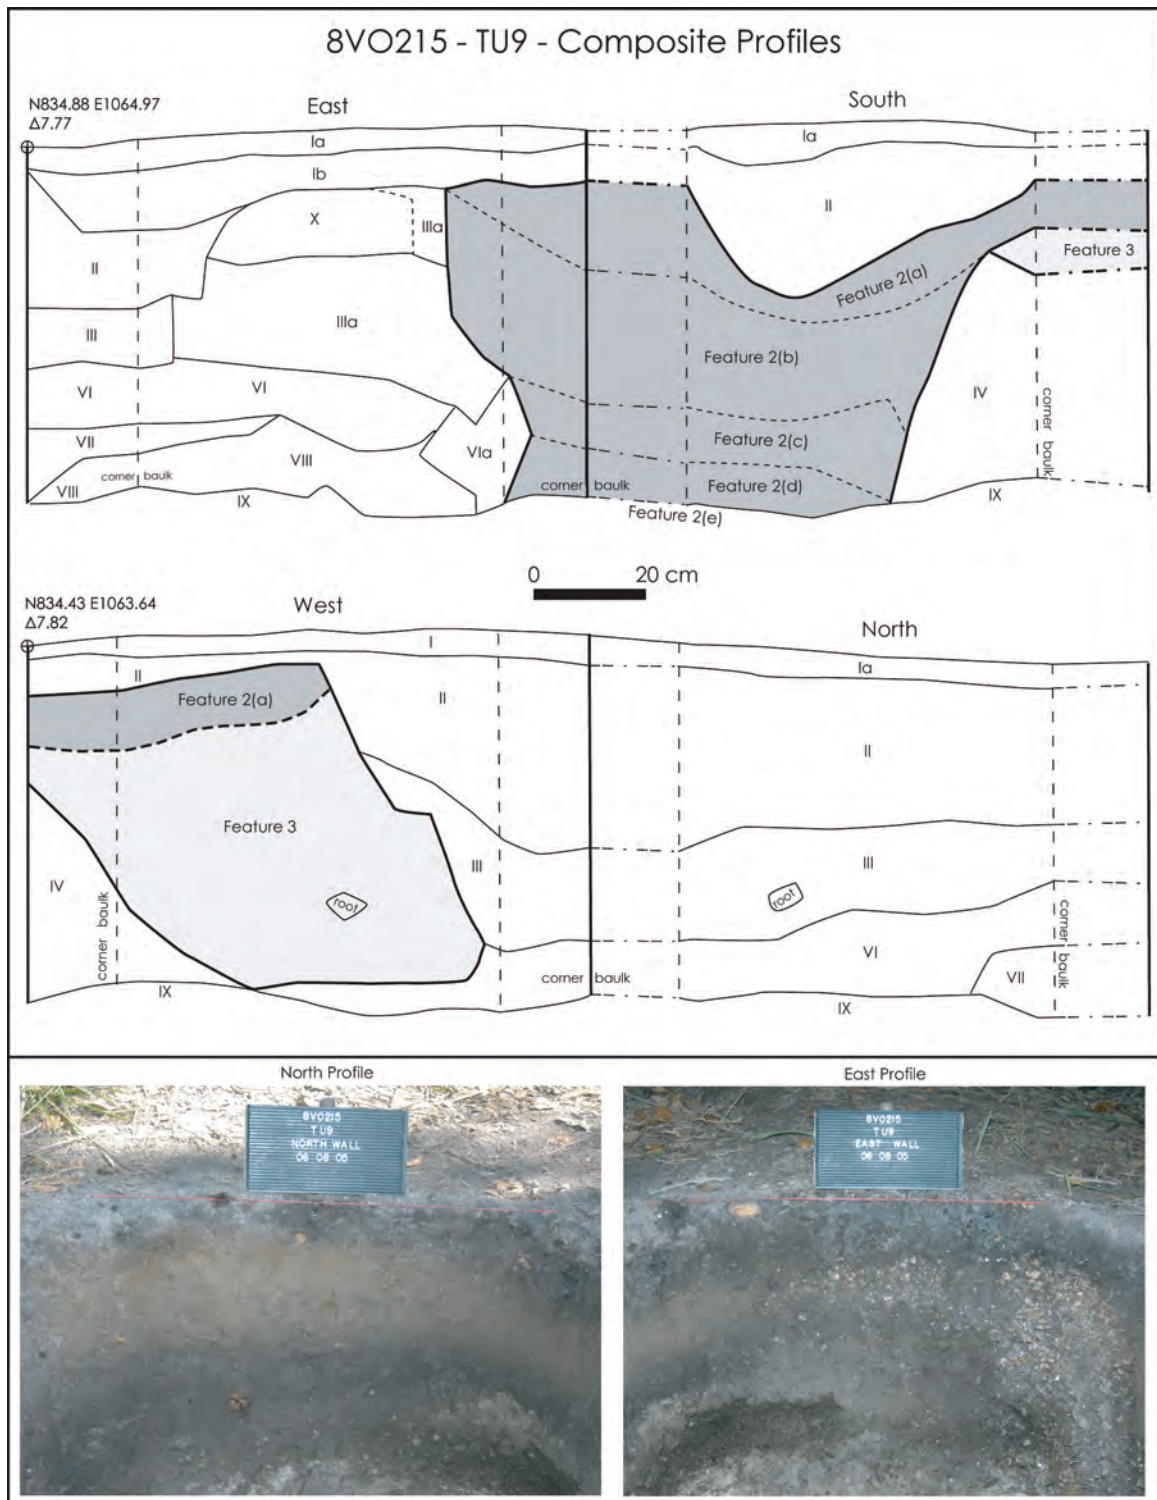 8VO215 - TU9 - Composite Profiles
N834.88 E1064.97
Δ7.77
East
South
Ia
Ia
Ib
X
IIIa
II
II
Feature 3
Feature 2(a)
III
IIIa
Feature 2(b)
VI
VI
IV
corner baulk
VII
VIII
VIa
Feature 2(c)
VIII
corner baulk
IX
corner baulk
Feature 2(d)
IX
Feature 2(e)
0 20 cm
N834.43 E1063.64
Δ7.82
West
North
I
Ia
II
Feature 2(a)
II
II
Feature 3
III
III
IV
root
root
corner baulk
corner baulk
VI
corner baulk
VII
IX
IX
North Profile
East Profile
8VO215
TU9
NORTH WALL
06 06 05
8VO215
TU9
EAST WALL
06 06 05